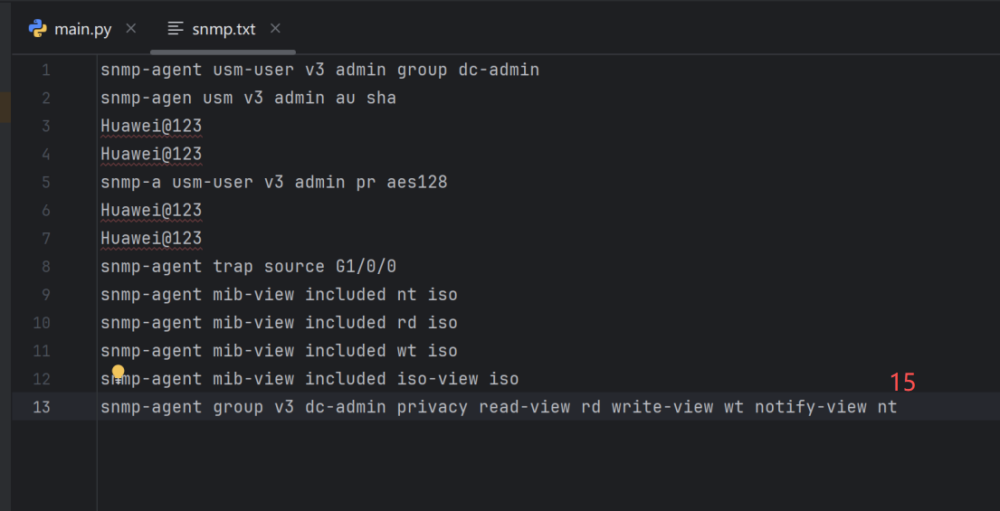 main.py
snmp.txt
1 snmp-agent usm-user v3 admin group dc-admin
2 snmp-agen usm v3 admin au sha
3 Huawei@123
4 Huawei@123
5 snmp-a usm-user v3 admin pr aes128
6 Huawei@123
7 Huawei@123
8 snmp-agent trap source G1/0/0
9 snmp-agent mib-view included nt iso
10 snmp-agent mib-view included rd iso
11 snmp-agent mib-view included wt iso
12 snmp-agent mib-view included iso-view iso
15
13 snmp-agent group v3 dc-admin privacy read-view rd write-view wt notify-view nt